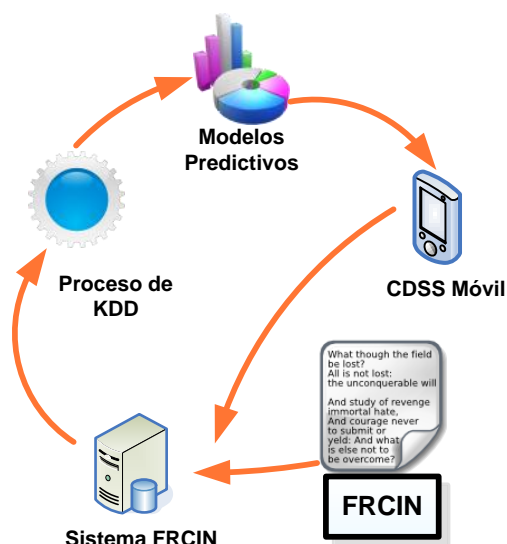 Modelos
Predictivos
Proceso de
KDD
CDSS Móvil
What though the field
be lost?
All is not lost:
the unconquerable will
And study of revenge
immortal hate,
And courage never
to submit or
yeld: And what
is else not to
be overcome?
FRCIN
Sistema FRCIN